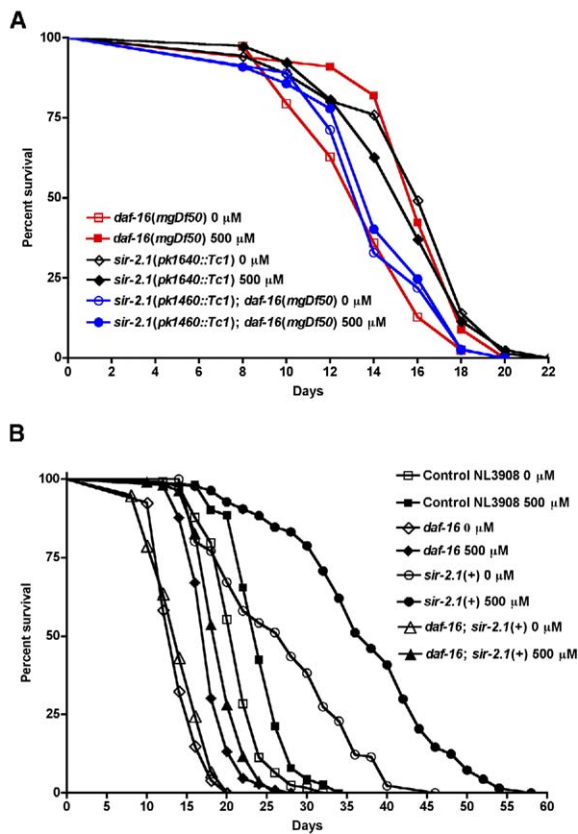 A
100
75
50
25
0
Percent survival
daf-16(mgDf50) 0 μM
daf-16(mgDf50) 500 μM
sir-2.1(pk1640::Tc1) 0 μM
sir-2.1(pk1640::Tc1) 500 μM
sir-2.1(pk1460::Tc1); daf-16(mgDf50) 0 μM
sir-2.1(pk1460::Tc1); daf-16(mgDf50) 500 μM
0 2 4 6 8 10 12 14 16 18 20 22
Days
B
100
75
50
25
0
Percent survival
Control NL3908 0 μM
Control NL3908 500 μM
daf-16 0 μM
daf-16 500 μM
sir-2.1(+) 0 μM
sir-2.1(+) 500 μM
daf-16; sir-2.1(+) 0 μM
daf-16; sir-2.1(+) 500 μM
0 10 15 20 25 30 35 40 45 50 55 60
Days